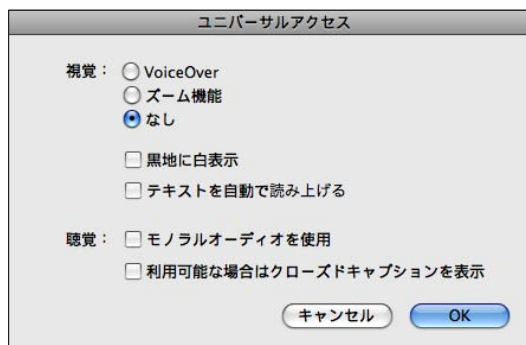 ユニバーサルアクセス
視覚： VoiceOver
ズーム機能
なし
黒地に白表示
テキストを自動で読み上げる
聴覚： モノラルオーディオを使用
利用可能な場合はクローズドキャプションを表示
キャンセル OK